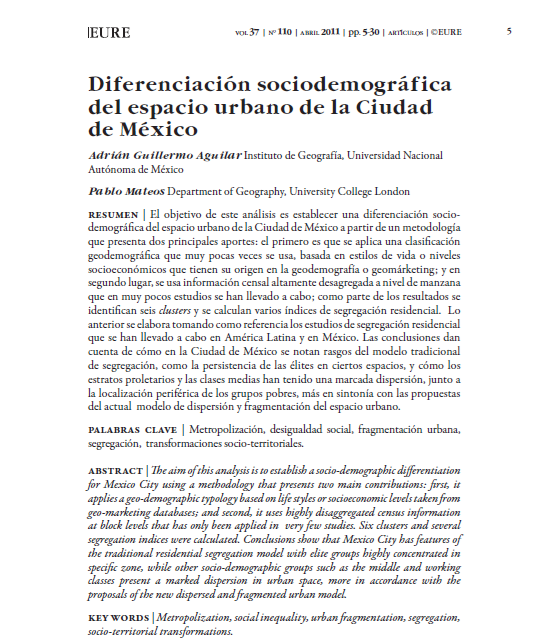 EURE
VOL 37 | Nº 110 | ABRIL 2011 | pp. 5-30 | ARTÍCULOS | ©EURE
5
Diferenciación sociodemográfica
del espacio urbano de la Ciudad
de México
Adrián Guillermo Aguilar Instituto de Geografía, Universidad Nacional
Autónoma de México
Pablo Mateos Department of Geography, University College London
RESUMEN | El objetivo de este análisis es establecer una diferenciación socio-
demográfica del espacio urbano de la Ciudad de México a partir de un metodología
que presenta dos principales aportes: el primero es que se aplica una clasificación
geodemográfica que muy pocas veces se usa, basada en estilos de vida o niveles
socioeconómicos que tienen su origen en la geodemografía o geomárketing; y en
segundo lugar, se usa información censal altamente desagregada a nivel de manzana
que en muy pocos estudios se han llevado a cabo; como parte de los resultados se
identifican seis clusters y se calculan varios índices de segregación residencial. Lo
anterior se elabora tomando como referencia los estudios de segregación residencial
que se han llevado a cabo en América Latina y en México. Las conclusiones dan
cuenta de cómo en la Ciudad de México se notan rasgos del modelo tradicional
de segregación, como la persistencia de las élites en ciertos espacios, y cómo los
estratos proletarios y las clases medias han tenido una marcada dispersión, junto a
la localización periférica de los grupos pobres, más en sintonía con las propuestas
del actual modelo de dispersión y fragmentación del espacio urbano.
PALABRAS CLAVE | Metropolización, desigualdad social, fragmentación urbana,
segregación, transformaciones socio-territoriales.
ABSTRACT | The aim of this analysis is to establish a socio-demographic differentiation
for Mexico City using a methodology that presents two main contributions: first, it
applies a geo-demographic typology based on life styles or socioeconomic levels taken from
geo-marketing databases; and second, it uses highly disaggregated census information
at block levels that has only been applied in very few studies. Six clusters and several
segregation indices were calculated. Conclusions show that Mexico City has features of
the traditional residential segregation model with elite groups highly concentrated in
specific zone, while other socio-demographic groups such as the middle and working
classes present a marked dispersion in urban space, more in accordance with the
proposals of the new dispersed and fragmented urban model.
KEY WORDS | Metropolization, social inequality, urban fragmentation, segregation,
socio-territorial transformations.